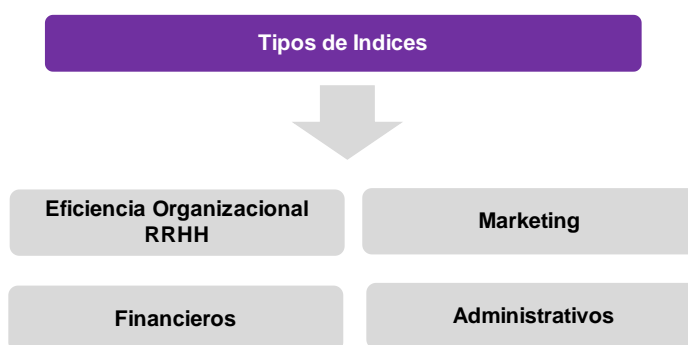 Tipos de Indices
Eficiencia Organizacional
RRHH
Marketing
Financieros
Administrativos